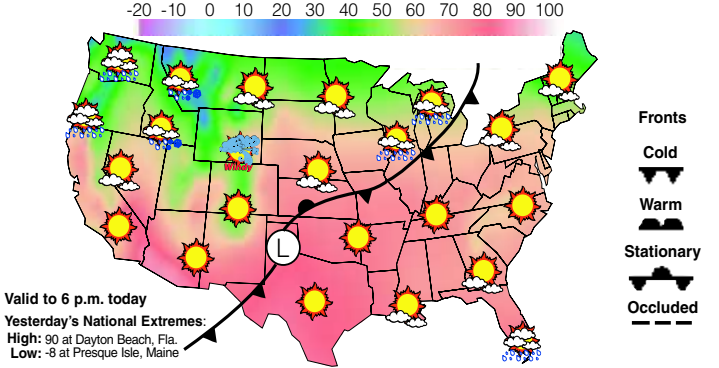 -20 -10 0 10 20 30 40 50 60 70 80 90 100
Windy
L
Fronts
Cold
Warm
Stationary
Occluded
Valid to 6 p.m. today
Yesterday's National Extremes:
High: 90 at Dayton Beach, Fla.
Low: -8 at Presque Isle, Maine